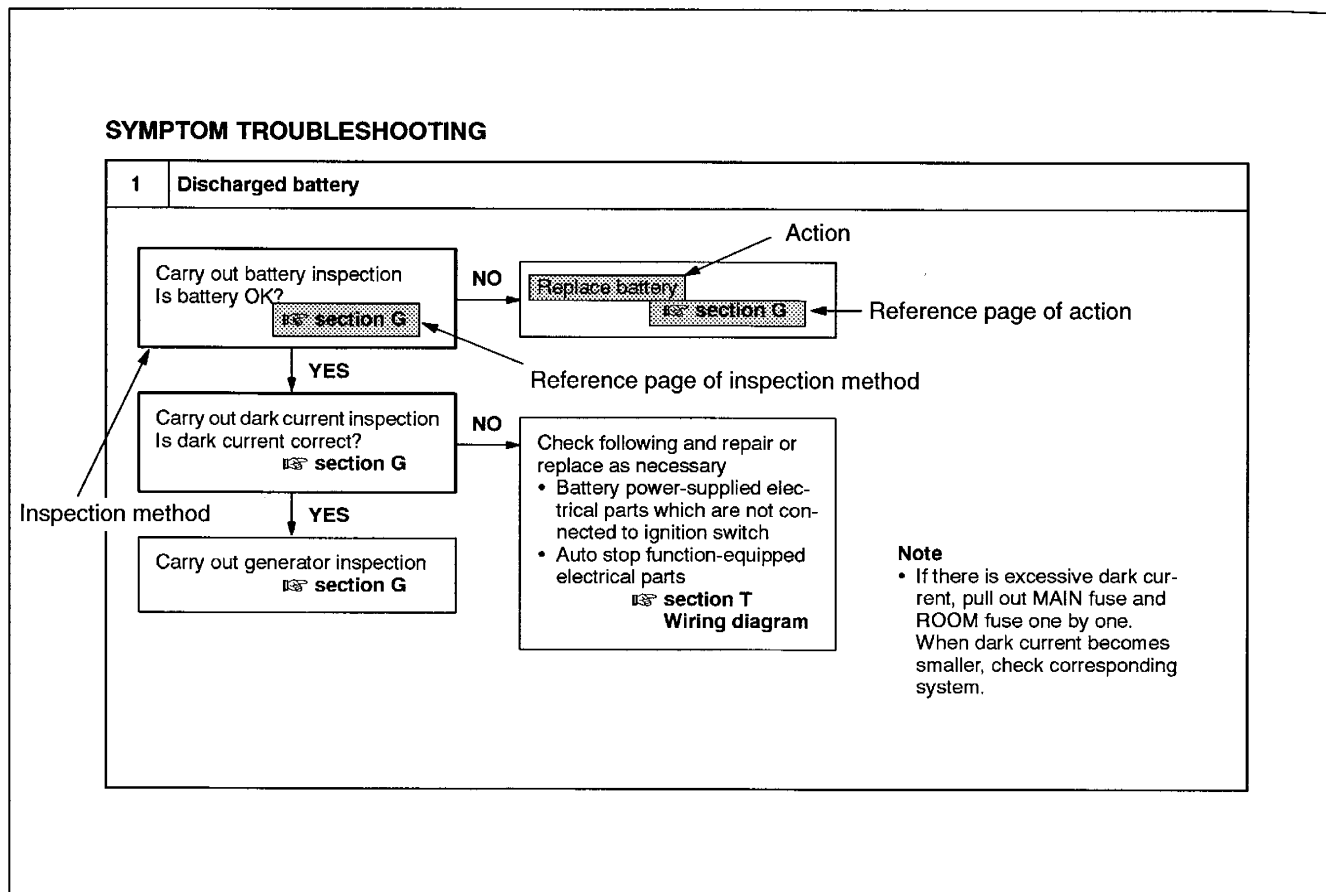 SYMPTOM TROUBLESHOOTING
1 Discharged battery
Action
Carry out battery inspection
Is battery OK?
☞ section G
NO
Replace battery
☞ section G
Reference page of action
YES
Reference page of inspection method
Carry out dark current inspection
Is dark current correct?
☞ section G
NO
Check following and repair or
replace as necessary
• Battery power-supplied elec-
trical parts which are not con-
nected to ignition switch
• Auto stop function-equipped
electrical parts
☞ section T
Wiring diagram
Inspection method
YES
Carry out generator inspection
☞ section G
Note
• If there is excessive dark cur-
rent, pull out MAIN fuse and
ROOM fuse one by one.
When dark current becomes
smaller, check corresponding
system.